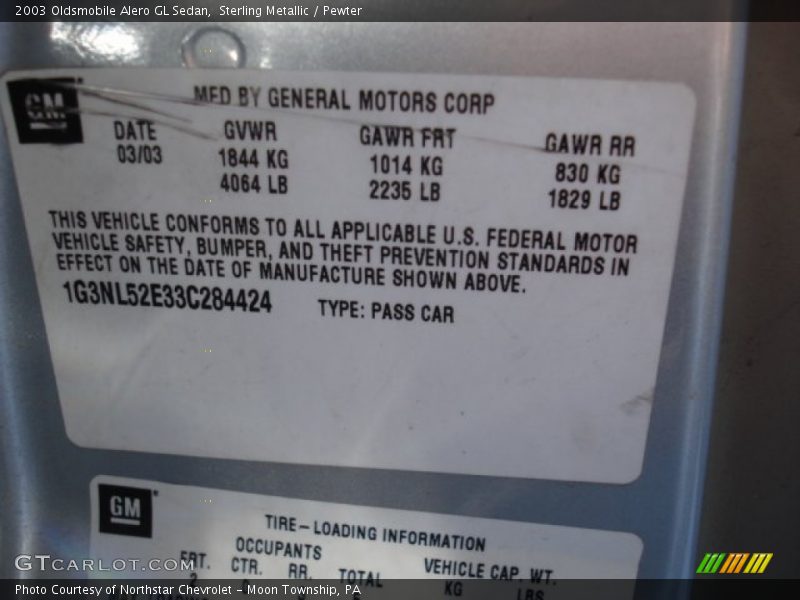 2003 Oldsmobile Alero GL Sedan, Sterling Metallic / Pewter
GM
MFD BY GENERAL MOTORS CORP
DATE GVWR GAWR FRT GAWR RR
03/03 1844 KG 1014 KG 830 KG
4064 LB 2235 LB 1829 LB
THIS VEHICLE CONFORMS TO ALL APPLICABLE U.S. FEDERAL MOTOR
VEHICLE SAFETY, BUMPER, AND THEFT PREVENTION STANDARDS IN
EFFECT ON THE DATE OF MANUFACTURE SHOWN ABOVE.
1G3NL52E33C284424 TYPE: PASS CAR
GM
TIRE-LOADING INFORMATION
OCCUPANTS VEHICLE CAP. WT.
FRT. CTR. RR. TOTAL KG LBS
GTCARLOT.COM
Photo Courtesy of Northstar Chevrolet – Moon Township, PA